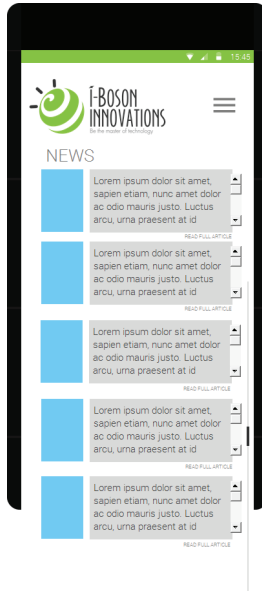 15:45
í-BOSON
INNOVATIONS
Be the master of technology
NEWS
Lorem ipsum dolor sit amet,
sapien etiam, nunc amet dolor
ac odio mauris justo. Luctus
arcu, urna praesent at id
READ FULL ARTICLE
Lorem ipsum dolor sit amet,
sapien etiam, nunc amet dolor
ac odio mauris justo. Luctus
arcu, urna praesent at id
READ FULL ARTICLE
Lorem ipsum dolor sit amet,
sapien etiam, nunc amet dolor
ac odio mauris justo. Luctus
arcu, urna praesent at id
READ FULL ARTICLE
Lorem ipsum dolor sit amet,
sapien etiam, nunc amet dolor
ac odio mauris justo. Luctus
arcu, urna praesent at id
READ FULL ARTICLE
Lorem ipsum dolor sit amet,
sapien etiam, nunc amet dolor
ac odio mauris justo. Luctus
arcu, urna praesent at id
READ FULL ARTICLE